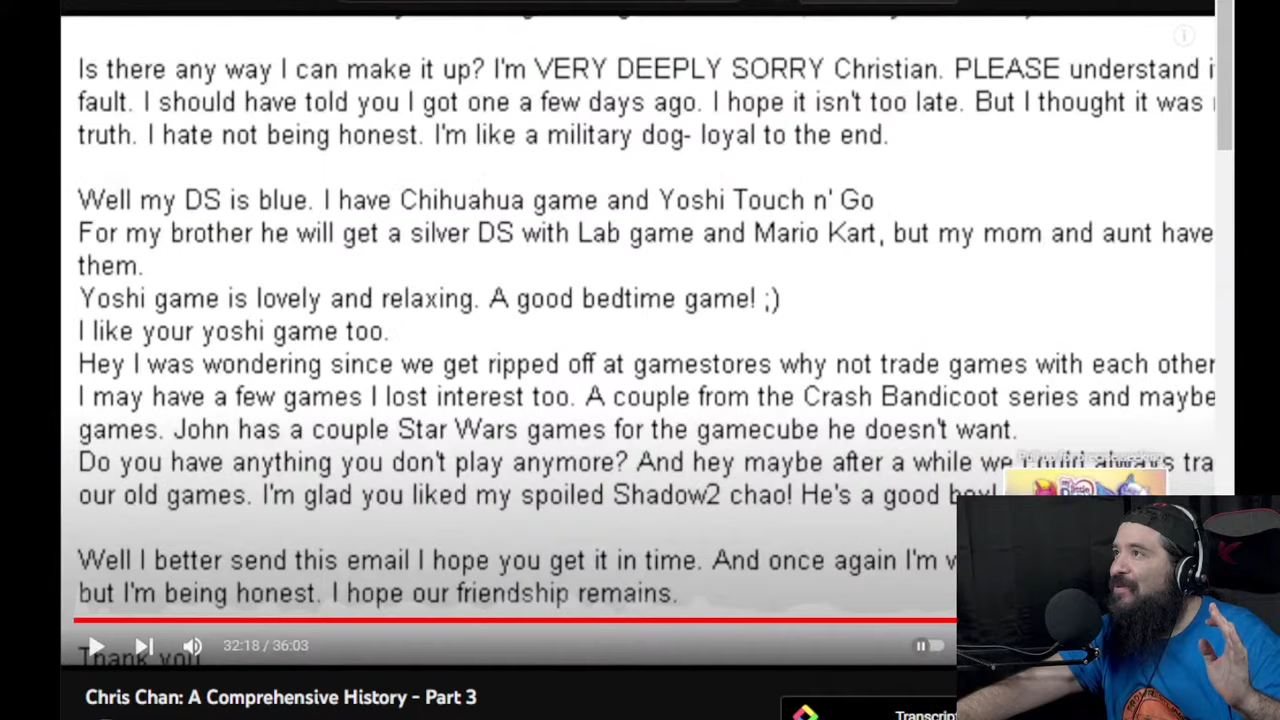 Is there any way I can make it up? I'm VERY DEEPLY SORRY Christian. PLEASE understand
fault. I should have told you I got one a few days ago. I hope it isn't too late. But I thought it was
truth. I hate not being honest. I'm like a military dog- loyal to the end.
Well my DS is blue. I have Chihuahua game and Yoshi Touch n' Go
For my brother he will get a silver DS with Lab game and Mario Kart, but my mom and aunt have
them.
Yoshi game is lovely and relaxing. A good bedtime game! ;)
I like your yoshi game too.
Hey I was wondering since we get ripped off at gamestores why not trade games with each other
I may have a few games I lost interest too. A couple from the Crash Bandicoot series and maybe
games. John has a couple Star Wars games for the gamecube he doesn't want.
Do you have anything you don't play anymore? And hey maybe after a while we could always tra
our old games. I'm glad you liked my spoiled Shadow2 chao! He's a good boy!
Well I better send this email I hope you get it in time. And once again I'm v
but I'm being honest. I hope our friendship remains.
Thank you
32:18 / 36:03
Chris Chan: A Comprehensive History - Part 3
Transcript